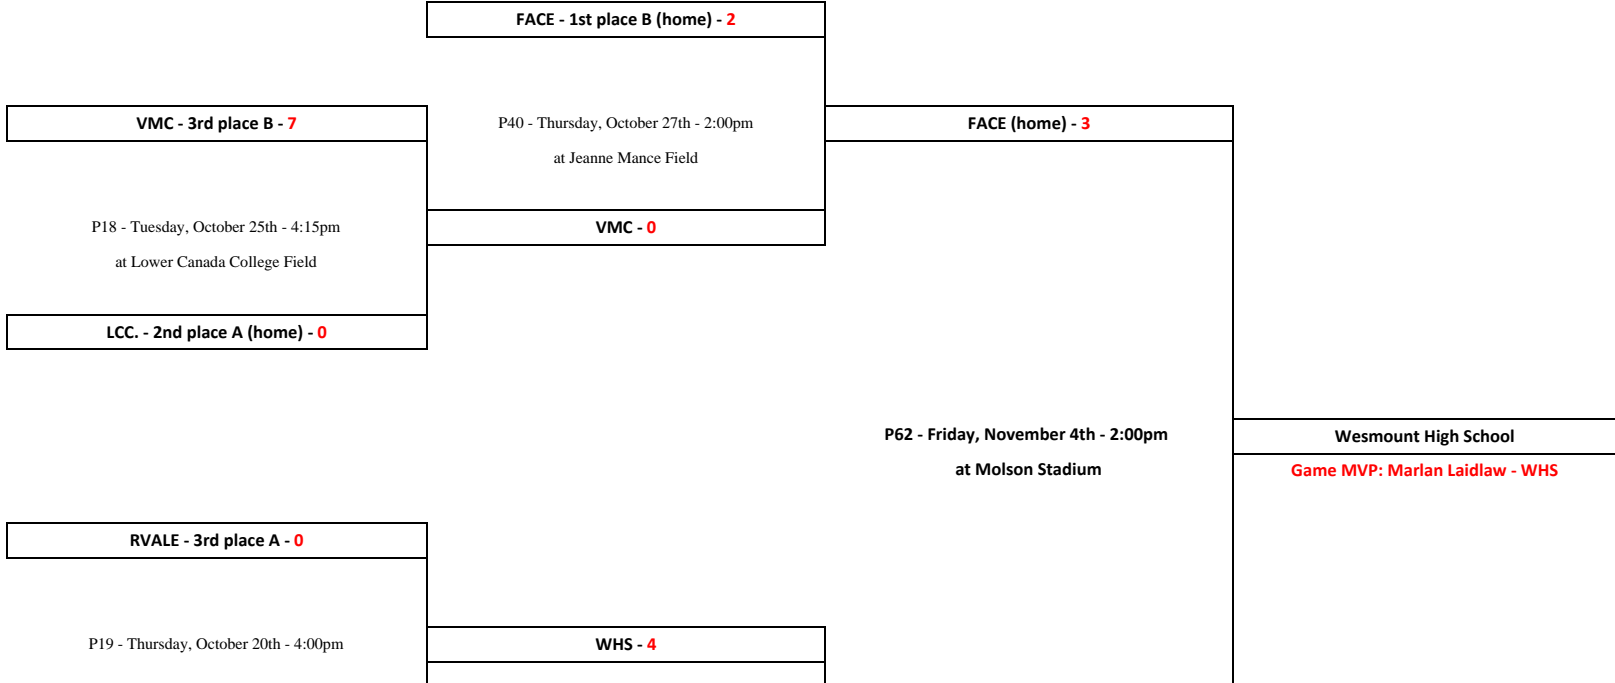 FACE - 1st place B (home) - 2
VMC - 3rd place B - 7
P40 - Thursday, October 27th - 2:00pm
at Jeanne Mance Field
FACE (home) - 3
P18 - Tuesday, October 25th - 4:15pm
at Lower Canada College Field
VMC - 0
LCC. - 2nd place A (home) - 0
P62 - Friday, November 4th - 2:00pm
at Molson Stadium
Wesmount High School
Game MVP: Marlan Laidlaw - WHS
RVALE - 3rd place A - 0
P19 - Thursday, October 20th - 4:00pm
WHS - 4